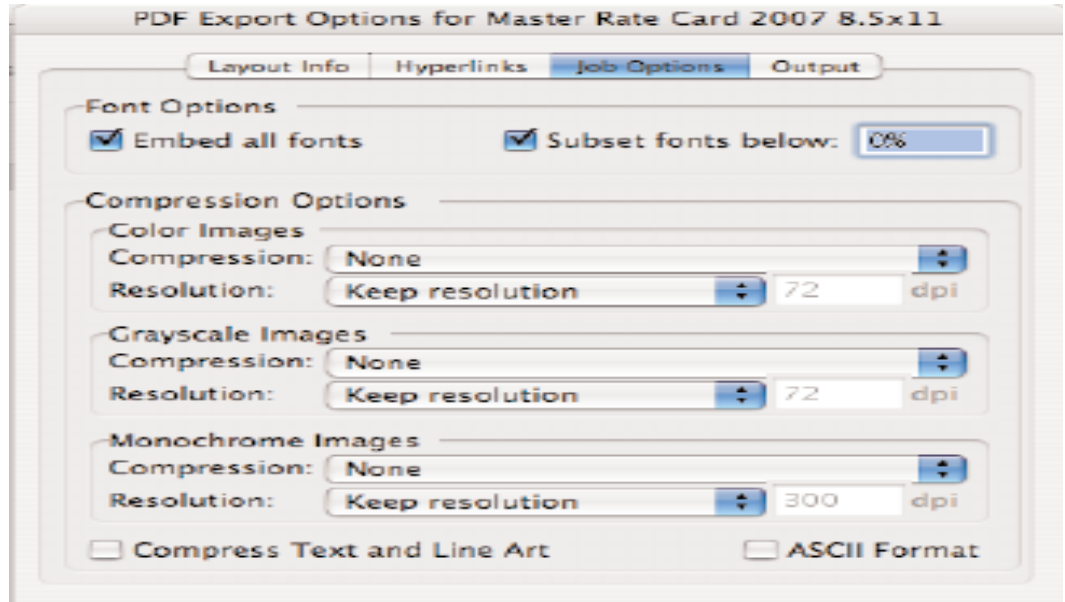 PDF Export Options for Master Rate Card 2007 8.5x11
Layout Info Hyperlinks Job Options Output
Font Options
Embed all fonts Subset fonts below: 0%
Compression Options
Color Images
Compression: None
Resolution: Keep resolution 72 dpi
Grayscale Images
Compression: None
Resolution: Keep resolution 72 dpi
Monochrome Images
Compression: None
Resolution: Keep resolution 300 dpi
Compress Text and Line Art ASCII Format